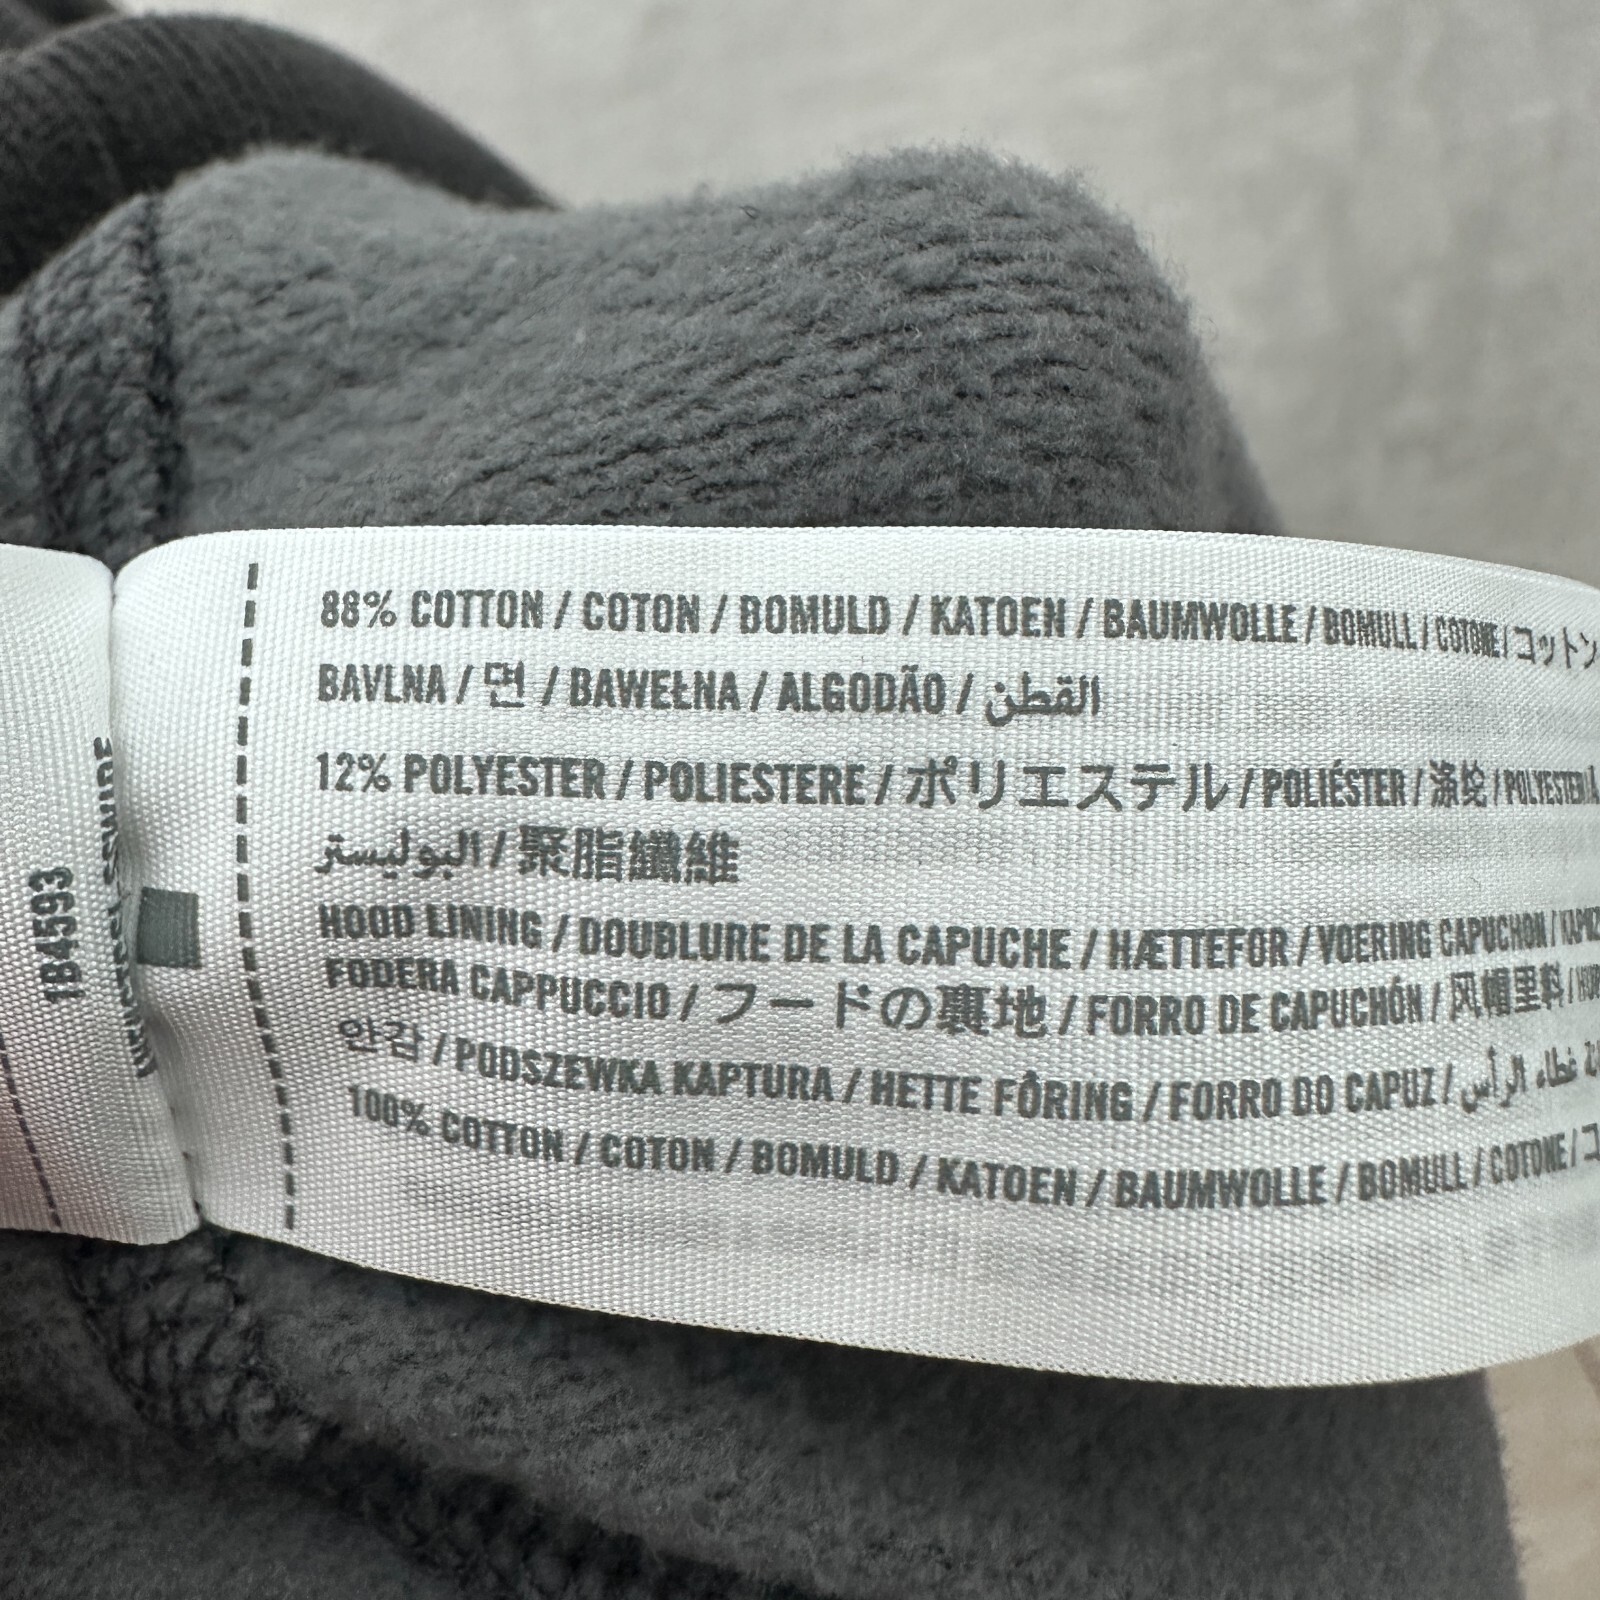 88% COTTON / COTON / BOMULD / KATOEN / BAUMWOLLE / BOMULL / COTONE / コットン
BAVLNA / 면 / BAWEŁNA / ALGODÃO / القطن
12% POLYESTER / POLIESTERE / ポリエステル / POLIÉSTER / 涤纶 / POLYESTER
البوليستر / 聚脂纖維
HOOD LINING / DOUBLURE DE LA CAPUCHE / HÆTTEFOR / VOERING CAPUCHON /
FODERA CAPPUCCIO / フードの裏地 / FORRO DE CAPUCHÓN / 风帽里料 /
안감 / PODSZEWKA KAPTURA / HETTE FÔRING / FORRO DO CAPUZ / غطاء الرأس
100% COTTON / COTON / BOMULD / KATOEN / BAUMWOLLE / BOMULL / COTONE / コ
1B4593